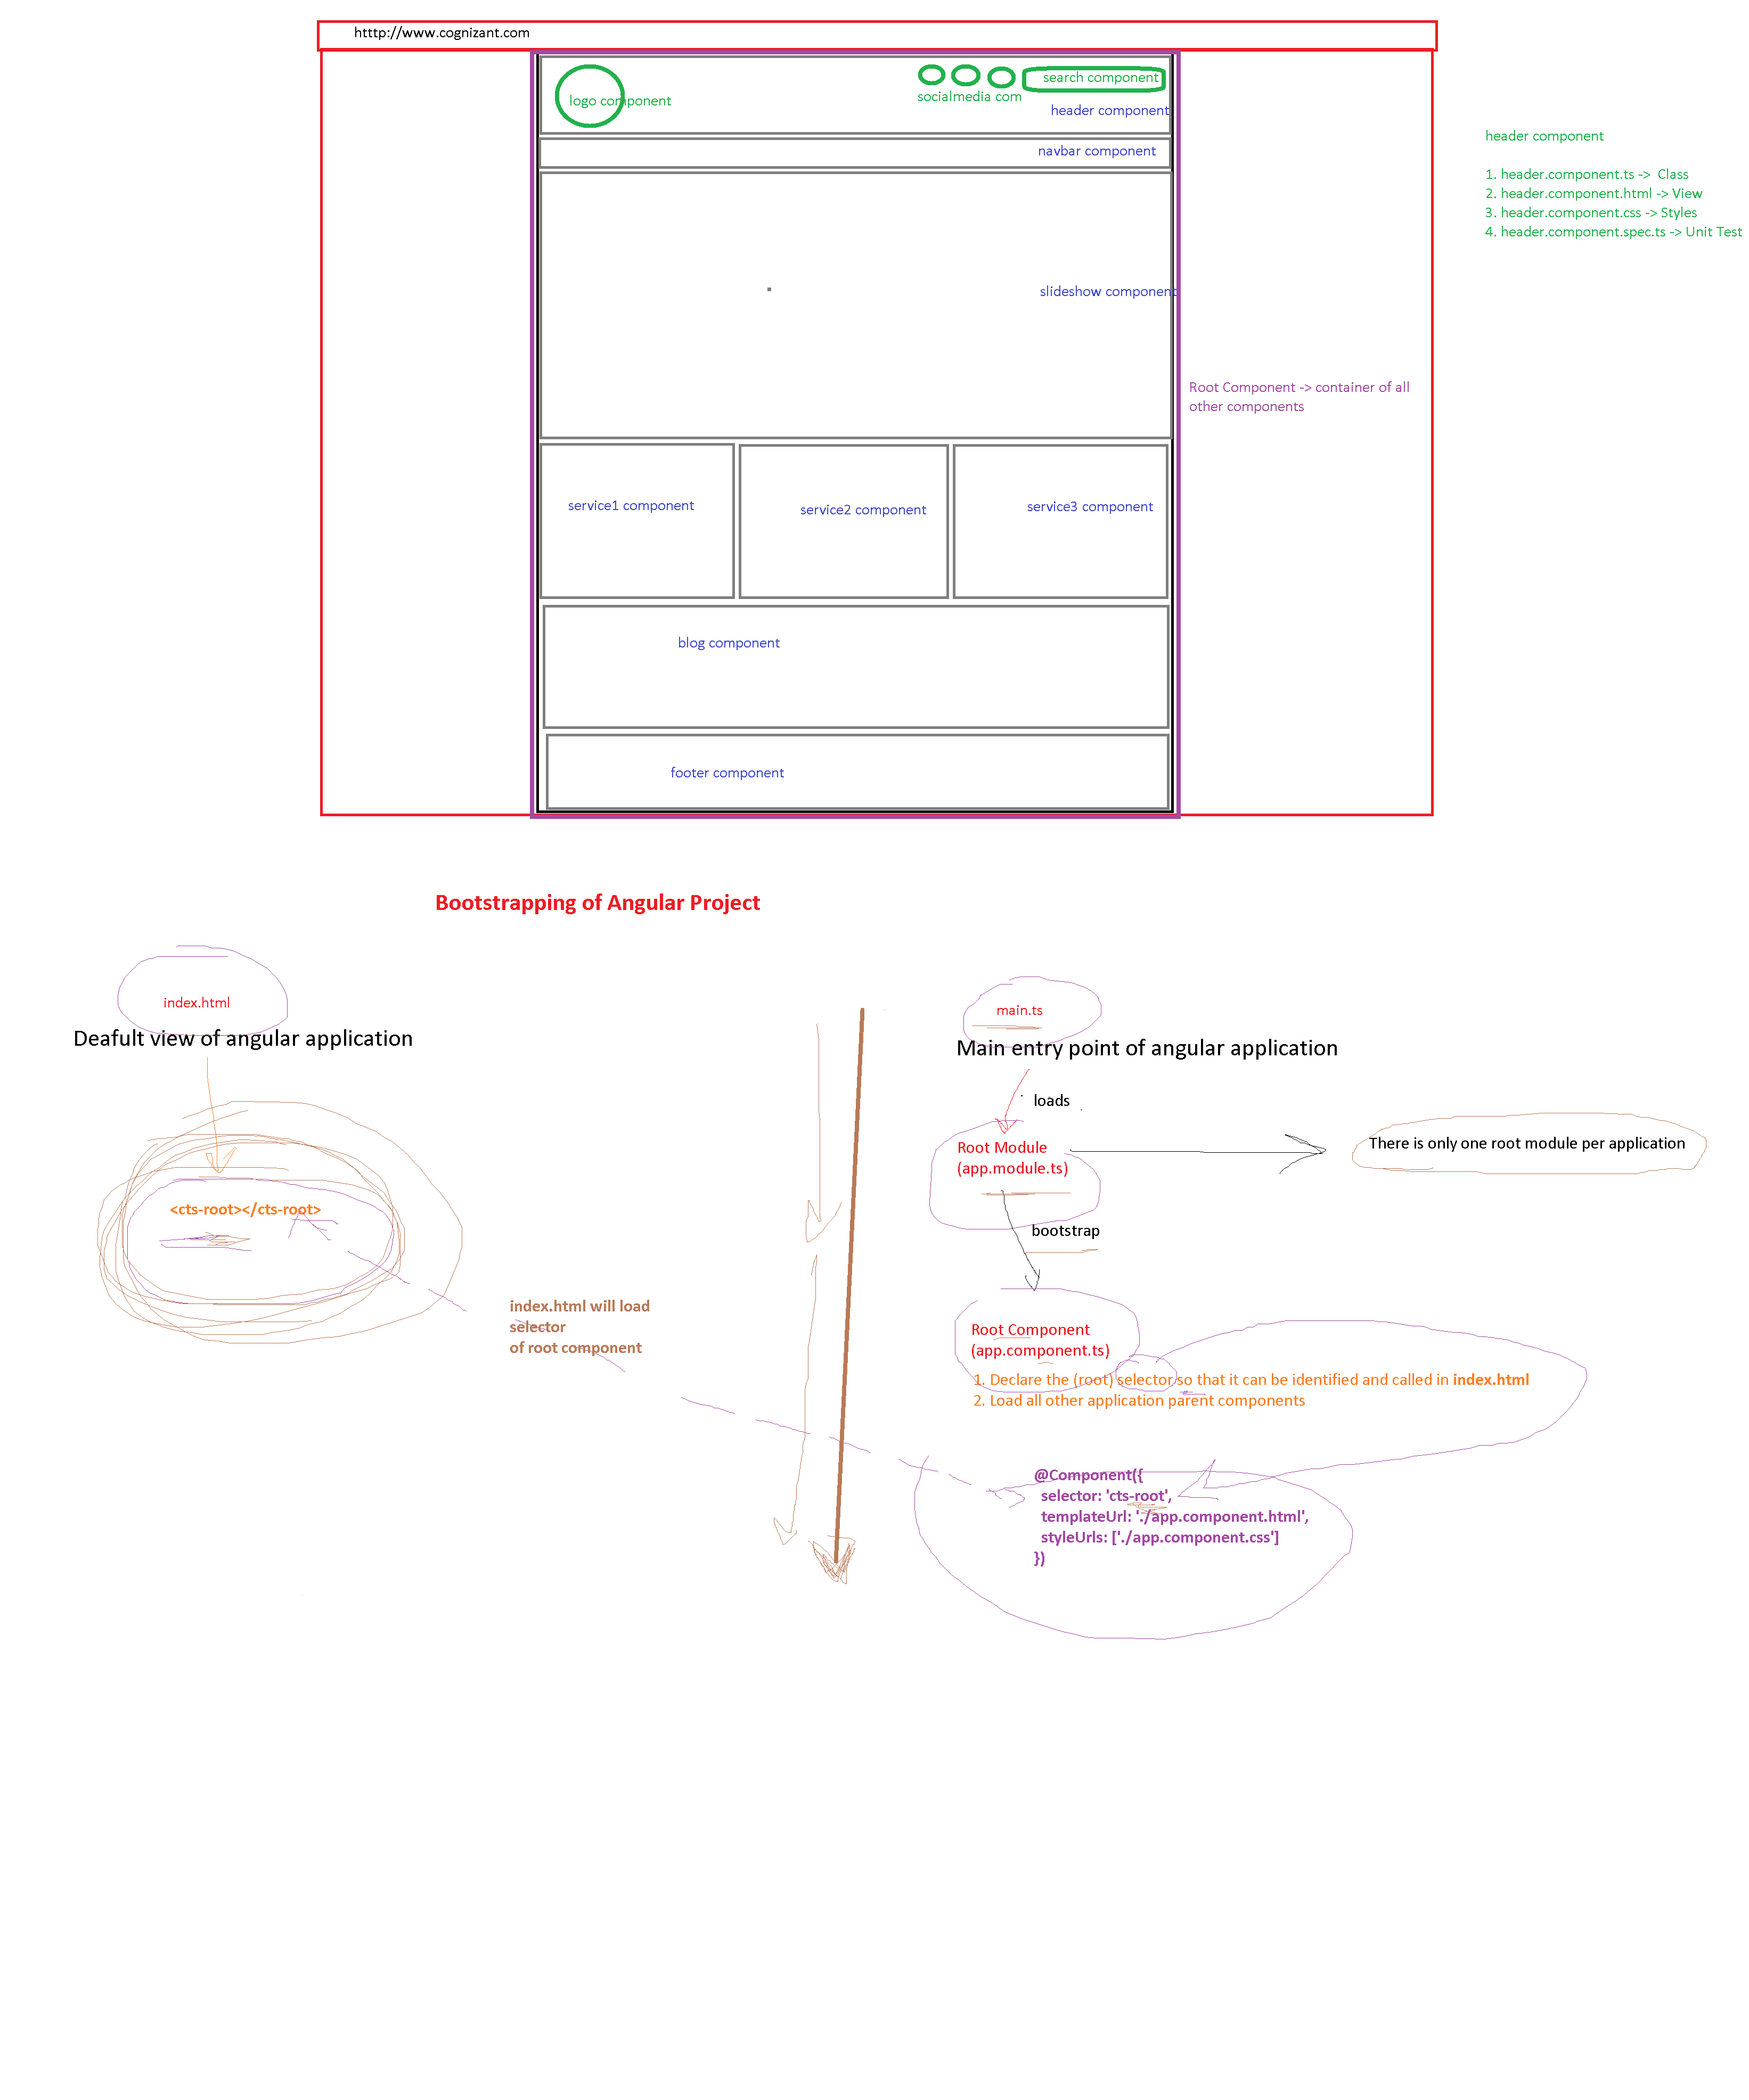 htttp://www.cognizant.com
logo component
socialmedia com
search component
header component
navbar component
slideshow component
service1 component
service2 component
service3 component
blog component
footer component
header component
1. header.component.ts -> Class
2. header.component.html -> View
3. header.component.css -> Styles
4. header.component.spec.ts -> Unit Test
Root Component -> container of all
other components
Bootstrapping of Angular Project
index.html
Deafult view of angular application
<cts-root></cts-root>
index.html will load
selector
of root component
main.ts
Main entry point of angular application
loads
Root Module
(app.module.ts)
There is only one root module per application
bootstrap
Root Component
(app.component.ts)
1. Declare the (root) selector so that it can be identified and called in index.html
2. Load all other application parent components
@Component({
selector: 'cts-root',
templateUrl: './app.component.html',
styleUrls: ['./app.component.css']
})